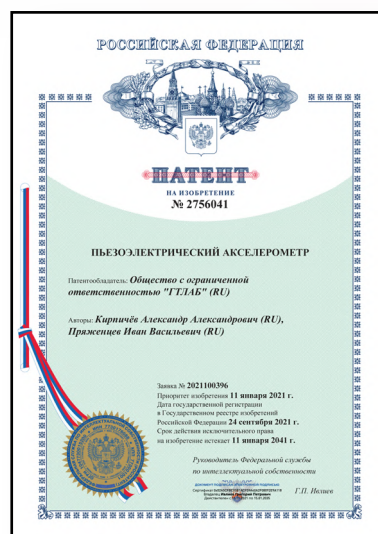 РОССИЙСКАЯ ФЕДЕРАЦИЯ
ПАТЕНТ
НА ИЗОБРЕТЕНИЕ
№ 2756041
ПЬЕЗОЭЛЕКТРИЧЕСКИЙ АКСЕЛЕРОМЕТР
Патентообладатель: Общество с ограниченной
ответственностью "ГТЛАБ" (RU)
Авторы: Кирпичёв Александр Александрович (RU),
Пряженцев Иван Васильевич (RU)
Заявка № 2021100396
Приоритет изобретения 11 января 2021 г.
Дата государственной регистрации
в Государственном реестре изобретений
Российской Федерации 24 сентября 2021 г.
Срок действия исключительного права
на изобретение истекает 11 января 2041 г.
Руководитель Федеральной службы
по интеллектуальной собственности
Г.П. Ивлиев